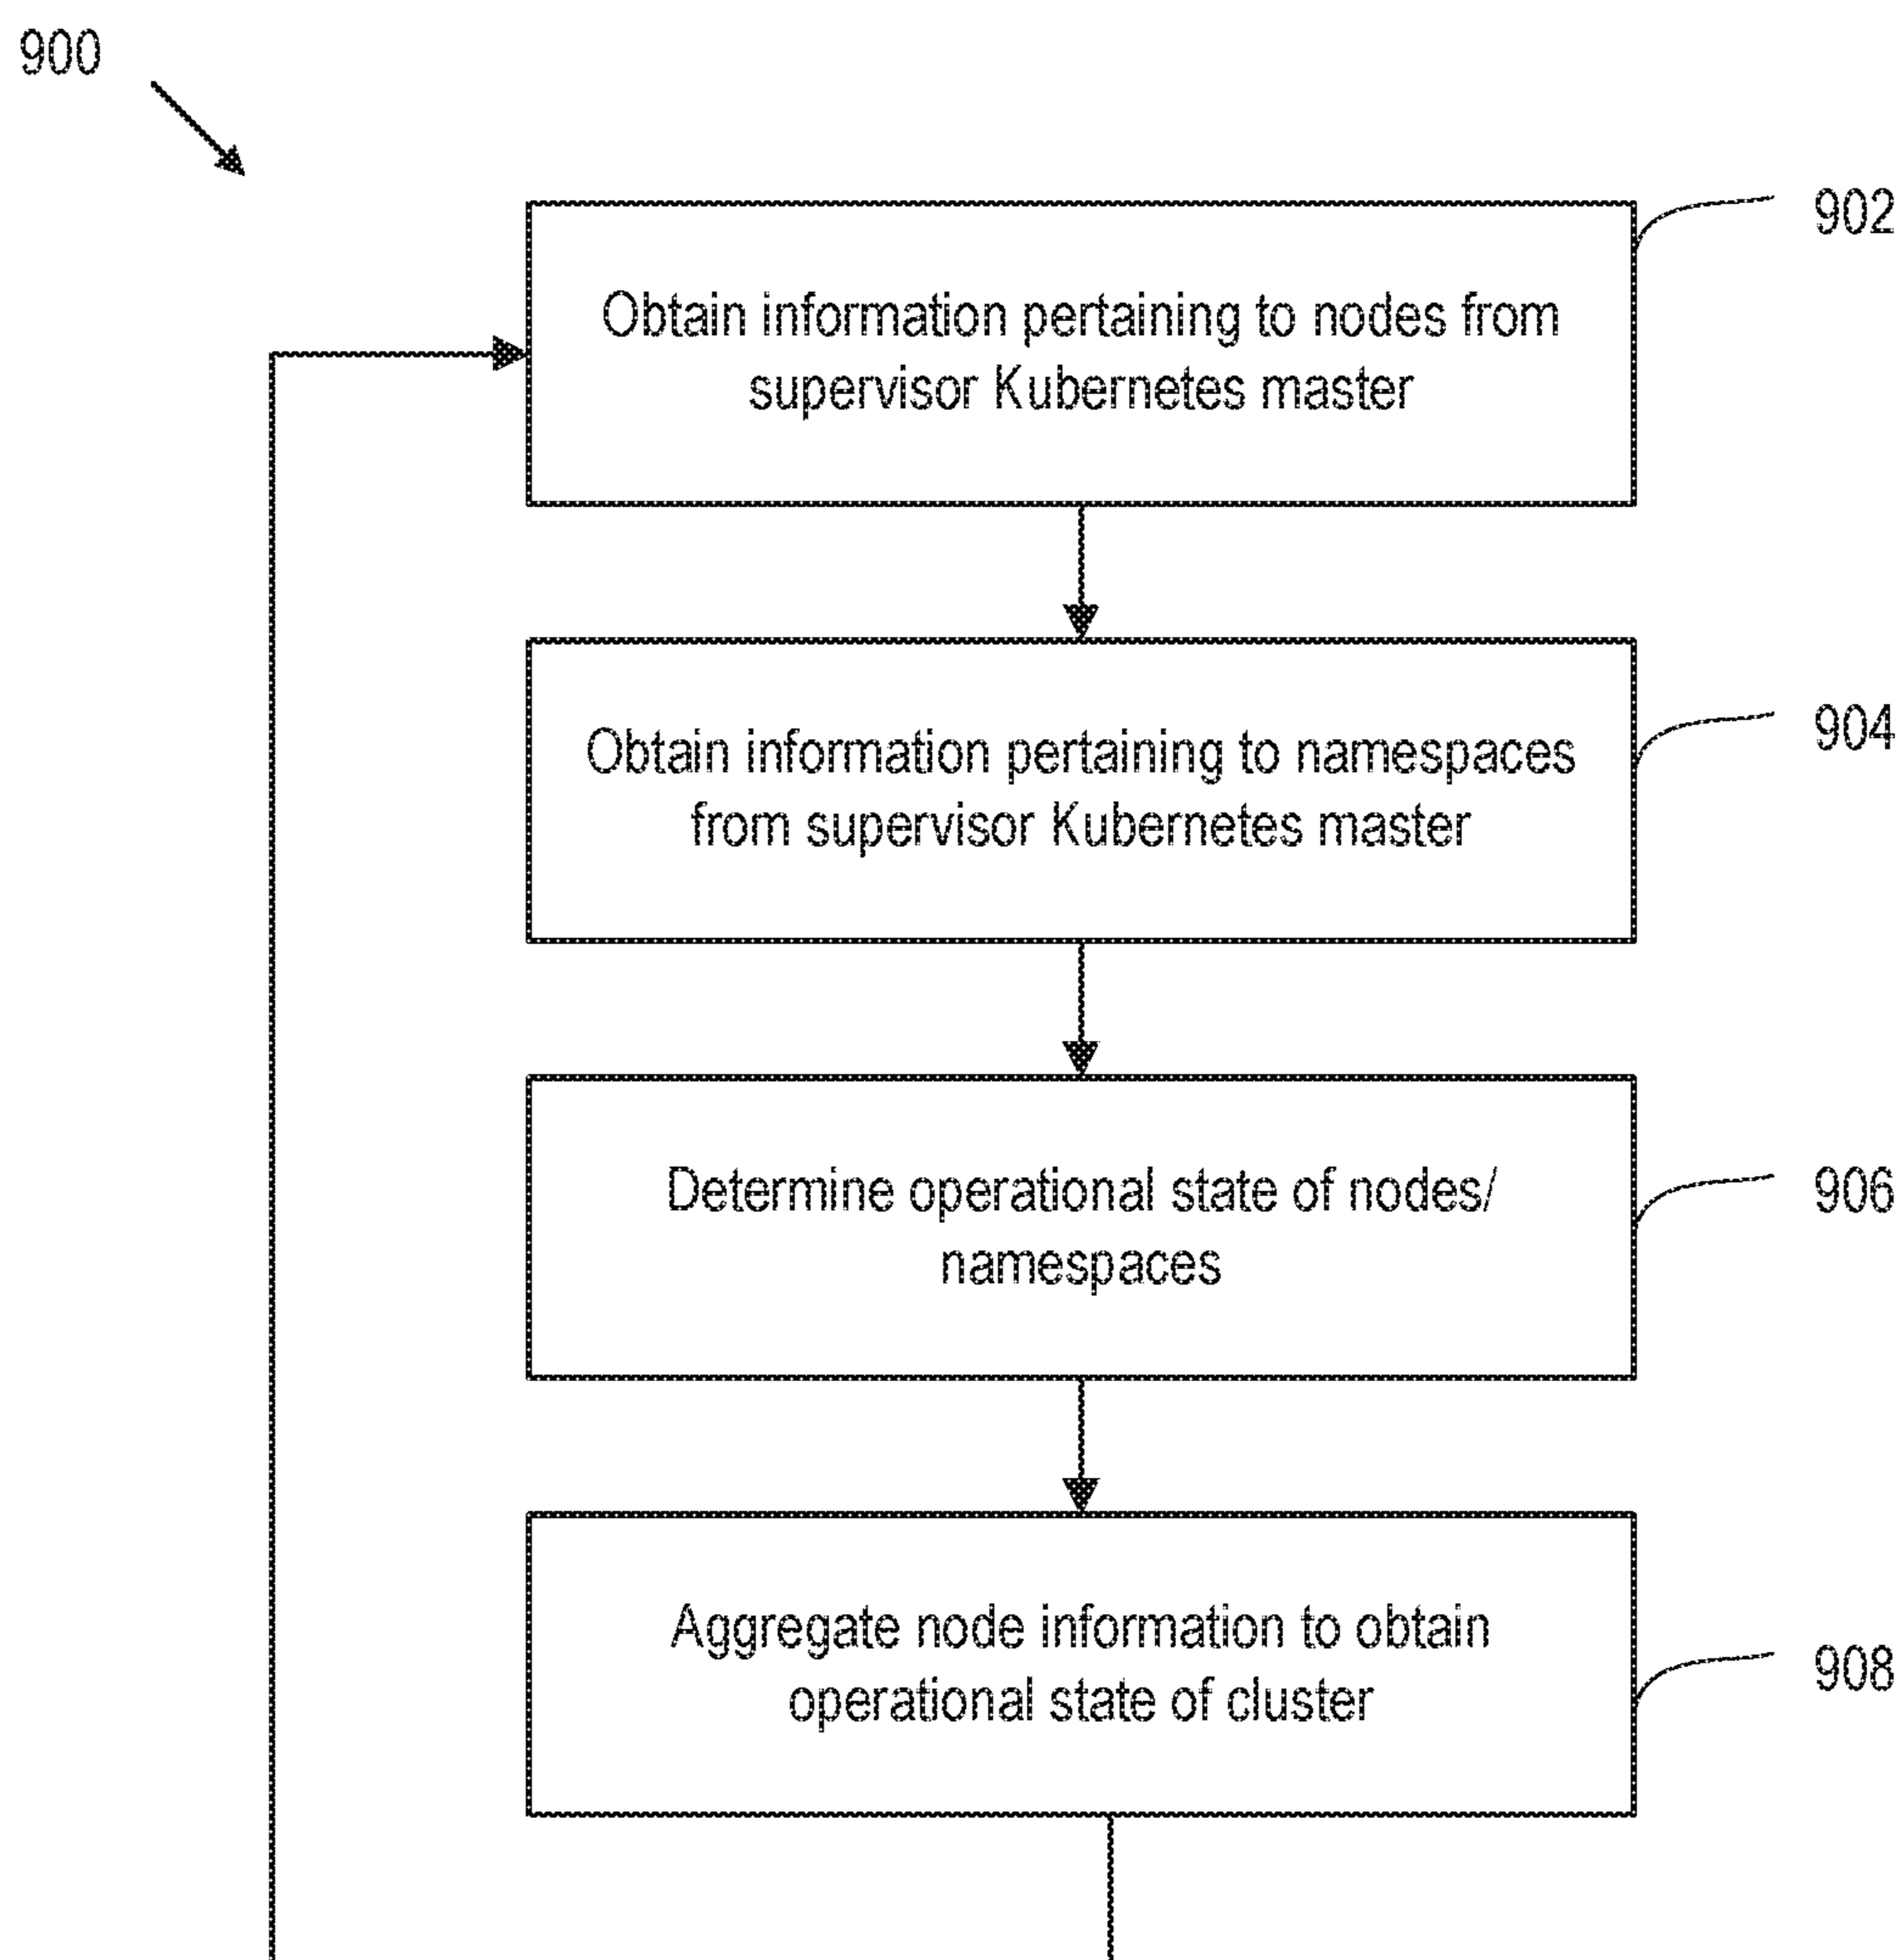 900
902
Obtain information pertaining to nodes from
supervisor Kubernetes master
904
Obtain information pertaining to namespaces
from supervisor Kubernetes master
906
Determine operational state of nodes/
namespaces
908
Aggregate node information to obtain
operational state of cluster